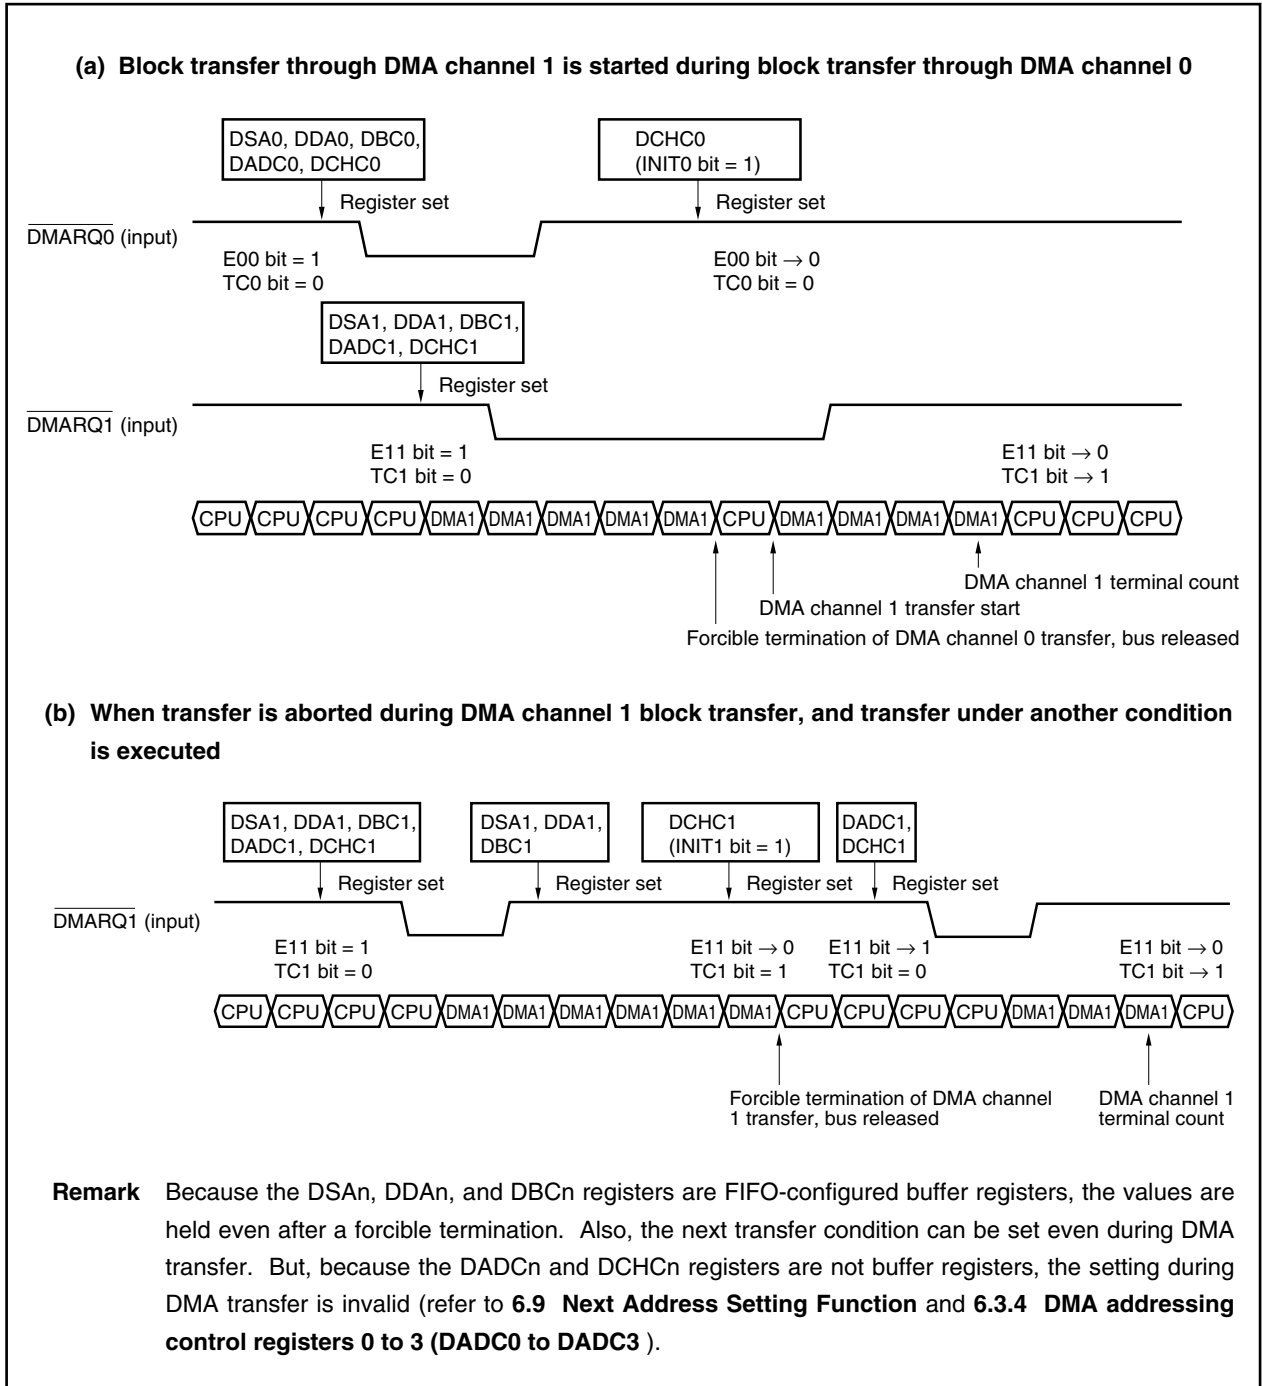 (a) Block transfer through DMA channel 1 is started during block transfer through DMA channel 0
DSA0, DDA0, DBC0,
DADC0, DCHC0
DCHC0
(INIT0 bit = 1)
Register set
Register set
DMARQ0 (input)
E00 bit = 1
TC0 bit = 0
E00 bit → 0
TC0 bit = 0
DSA1, DDA1, DBC1,
DADC1, DCHC1
Register set
DMARQ1 (input)
E11 bit = 1
TC1 bit = 0
E11 bit → 0
TC1 bit → 1
CPU CPU CPU CPU DMA1 DMA1 DMA1 DMA1 DMA1 CPU DMA1 DMA1 DMA1 DMA1 CPU CPU CPU
DMA channel 1 terminal count
DMA channel 1 transfer start
Forcible termination of DMA channel 0 transfer, bus released
(b) When transfer is aborted during DMA channel 1 block transfer, and transfer under another condition
is executed
DSA1, DDA1, DBC1,
DADC1, DCHC1
DSA1, DDA1,
DBC1
DCHC1
(INIT1 bit = 1)
DADC1,
DCHC1
Register set
Register set
Register set
Register set
DMARQ1 (input)
E11 bit = 1
TC1 bit = 0
E11 bit → 0
TC1 bit = 1
E11 bit → 1
TC1 bit = 0
E11 bit → 0
TC1 bit → 1
CPU CPU CPU CPU DMA1 DMA1 DMA1 DMA1 DMA1 DMA1 CPU CPU CPU CPU DMA1 DMA1 DMA1 CPU
Forcible termination of DMA channel
1 transfer, bus released
DMA channel 1
terminal count
Remark Because the DSAn, DDAn, and DBCn registers are FIFO-configured buffer registers, the values are
held even after a forcible termination. Also, the next transfer condition can be set even during DMA
transfer. But, because the DADCn and DCHCn registers are not buffer registers, the setting during
DMA transfer is invalid (refer to 6.9 Next Address Setting Function and 6.3.4 DMA addressing
control registers 0 to 3 (DADC0 to DADC3 ).